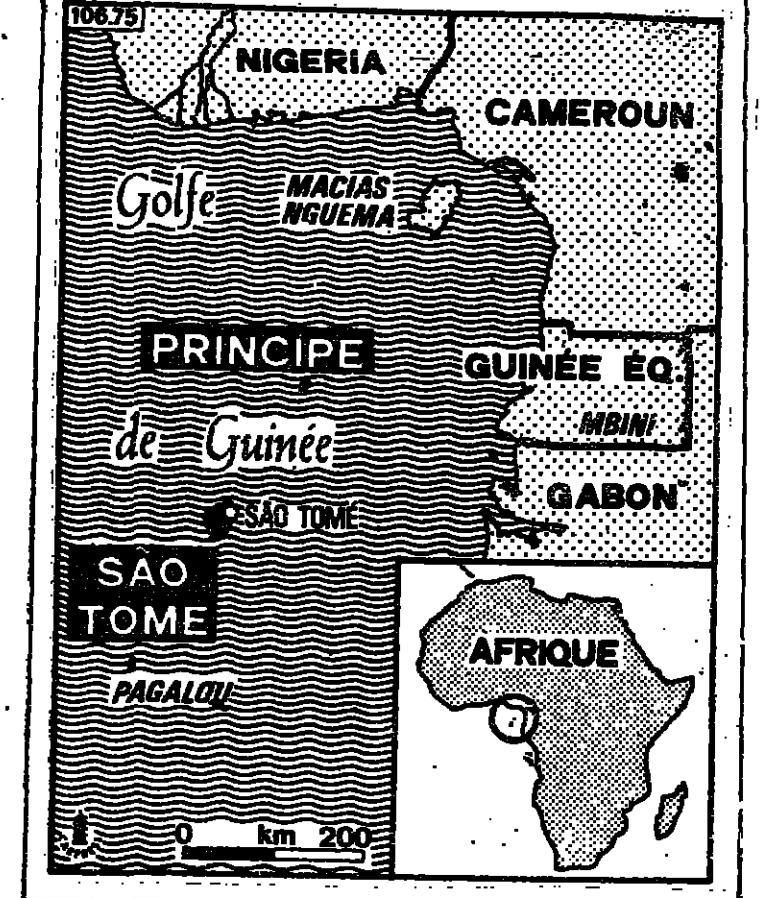 106.75
NIGERIA
CAMEROUN
Golfe
MACIAS
NGUEMA
PRINCIPE
GUINÉE ÉQ.
MBINI
de Guinée
GABON
SÃO TOMÉ
SÃO
TOME
AFRIQUE
PAGALOU
0 km 200